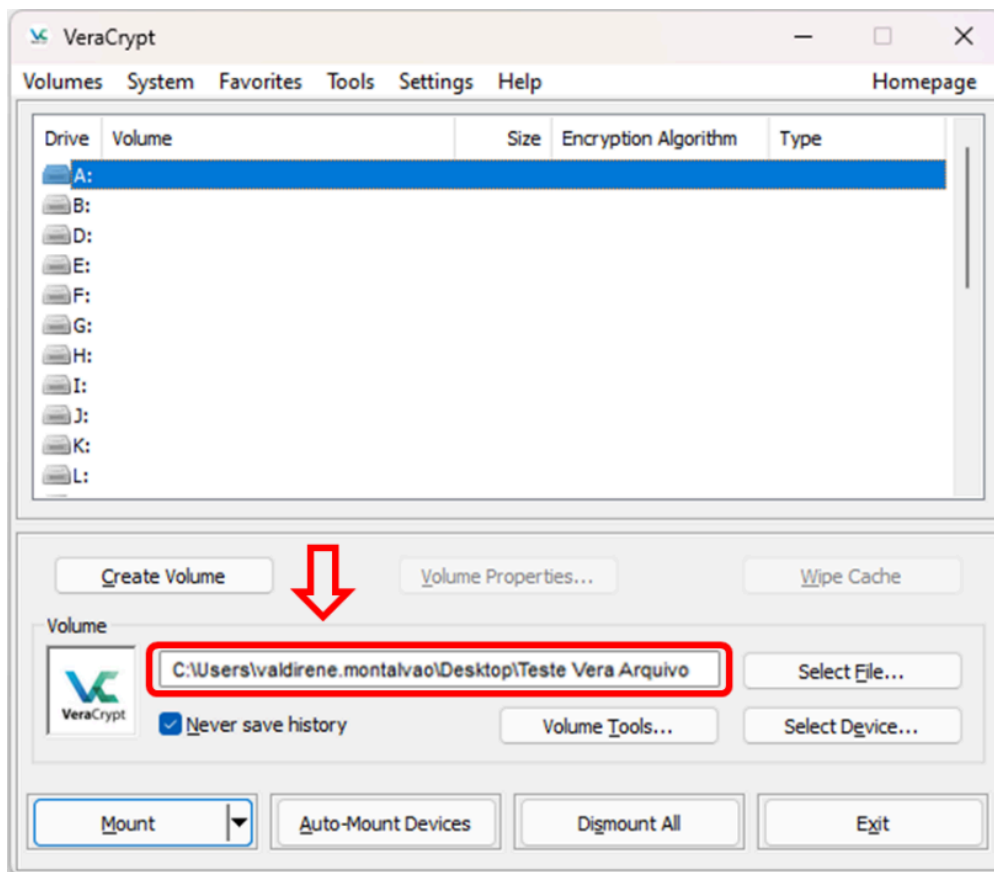 VeraCrypt
Volumes System Favorites Tools Settings Help Homepage
Drive Volume Size Encryption Algorithm Type
A:
B:
D:
E:
F:
G:
H:
I:
J:
K:
L:
Create Volume Volume Properties... Wipe Cache
Volume
C:\Users\valdirene.montalvao\Desktop\Teste Vera Arquivo Select File...
VeraCrypt
Never save history Volume Tools... Select Device...
Mount Auto-Mount Devices Dismount All Exit